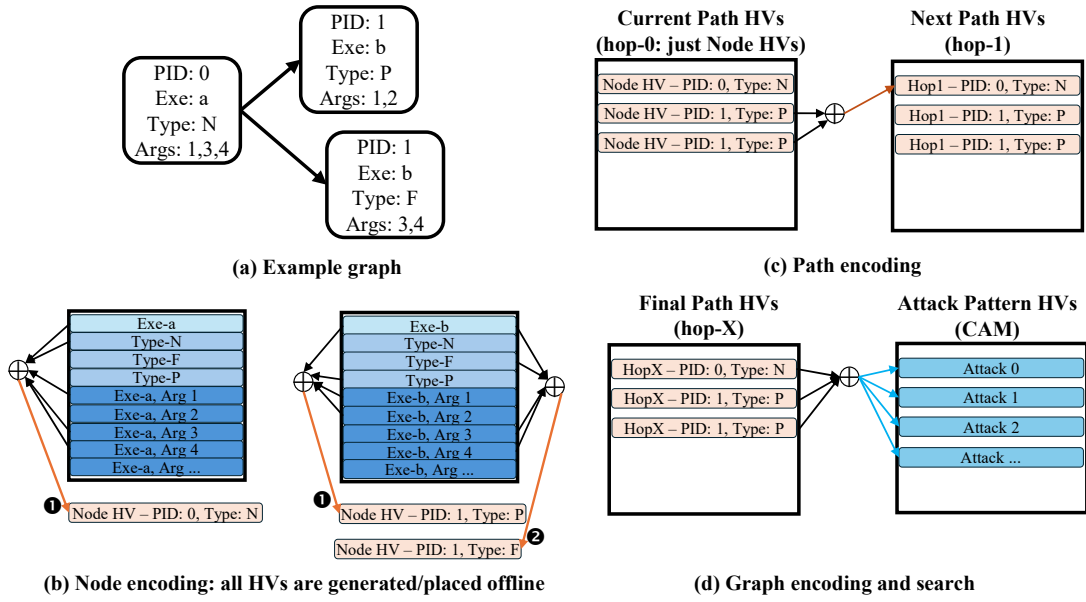 PID: 0
Exe: a
Type: N
Args: 1,3,4
PID: 1
Exe: b
Type: P
Args: 1,2
PID: 1
Exe: b
Type: F
Args: 3,4
(a) Example graph
Exe-a
Type-N
Type-F
Type-P
Exe-a, Arg 1
Exe-a, Arg 2
Exe-a, Arg 3
Exe-a, Arg 4
Exe-a, Arg ...
❶
Node HV – PID: 0, Type: N
Exe-b
Type-N
Type-F
Type-P
Exe-b, Arg 1
Exe-b, Arg 2
Exe-b, Arg 3
Exe-b, Arg 4
Exe-b, Arg ...
❶
Node HV – PID: 1, Type: P
❷
Node HV – PID: 1, Type: F
(b) Node encoding: all HVs are generated/placed offline
Current Path HVs
(hop-0: just Node HVs)
Node HV – PID: 0, Type: N
Node HV – PID: 1, Type: P
Node HV – PID: 1, Type: P
Next Path HVs
(hop-1)
Hop1 – PID: 0, Type: N
Hop1 – PID: 1, Type: P
Hop1 – PID: 1, Type: P
(c) Path encoding
Final Path HVs
(hop-X)
HopX – PID: 0, Type: N
HopX – PID: 1, Type: P
HopX – PID: 1, Type: P
Attack Pattern HVs
(CAM)
Attack 0
Attack 1
Attack 2
Attack ...
(d) Graph encoding and search